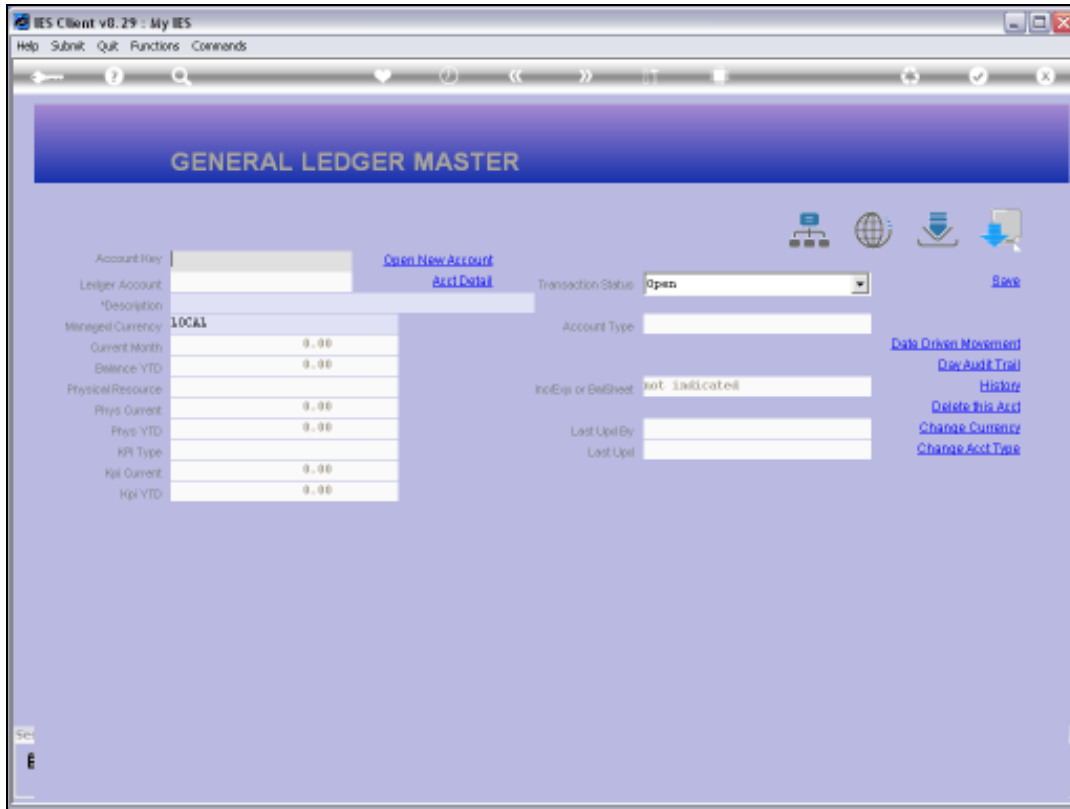 IES Client v8.29 : My IES
Help Submit Quit Functions Commands
GENERAL LEDGER MASTER
Account Key Open New Account
Ledger Account Acct Detail Transaction Status Open Save
*Description
Managed Currency LOCAL Account Type
Current Month 0.00 Date Driven Movement
Balance YTD 0.00 Day Audit Trail
Physical Resource Inc/Exp or BalSheet not indicated History
Phys Current 0.00 Delete this Acct
Phys YTD 0.00 Last Upd By Change Currency
KPI Type Last Upd Change Acct Type
Kpi Current 0.00
Kpi YTD 0.00